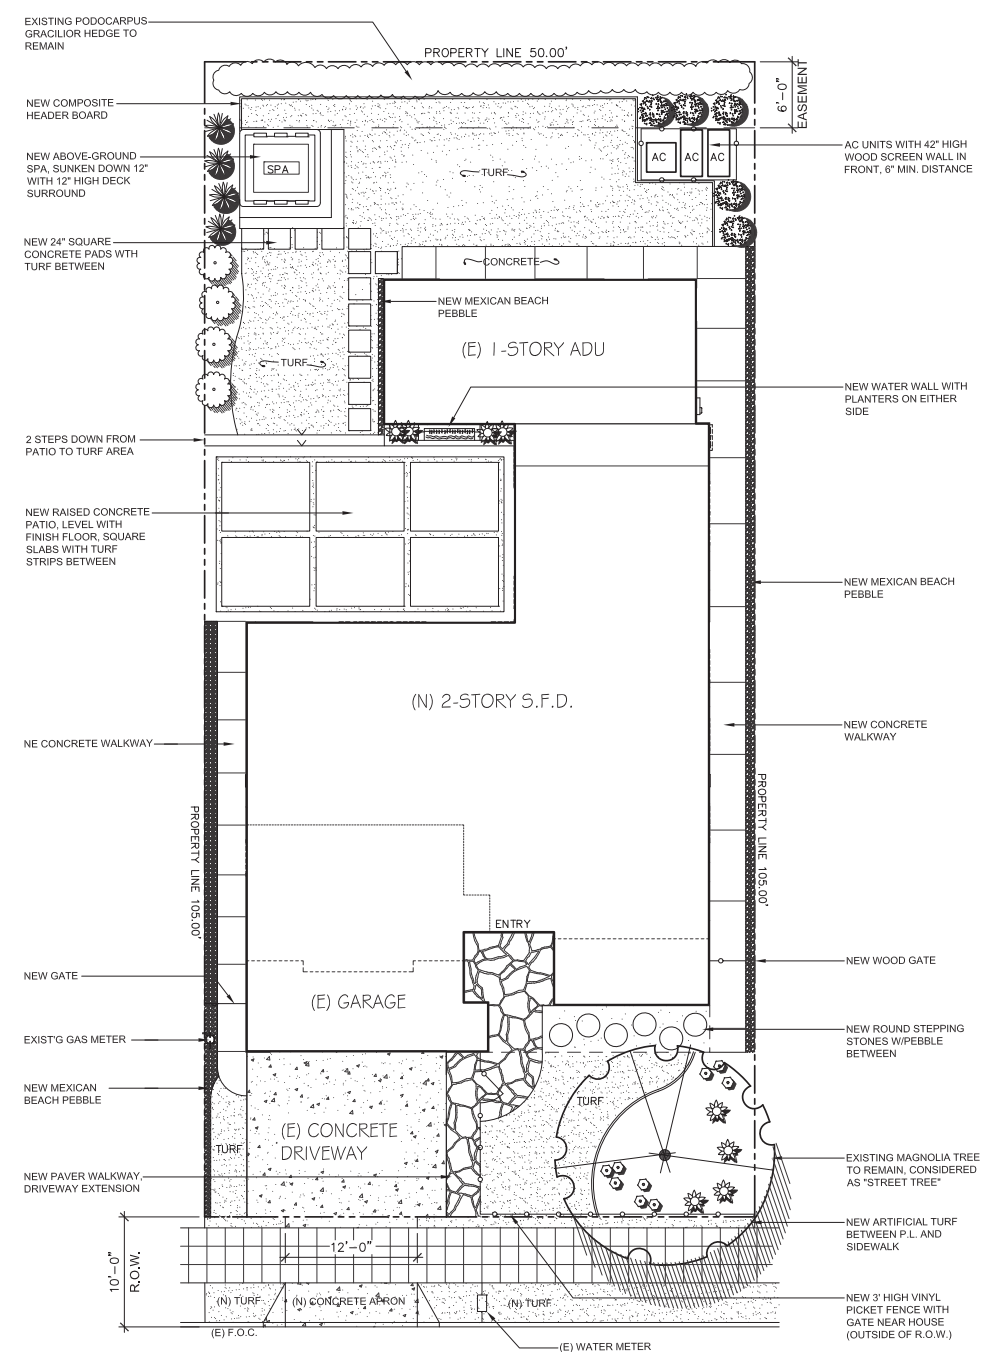 EXISTING PODOCARPUS
GRACILIOR HEDGE TO
REMAIN
PROPERTY LINE 50.00'
6'-0"
EASEMENT
NEW COMPOSITE
HEADER BOARD
NEW ABOVE-GROUND
SPA, SUNKEN DOWN 12"
WITH 12" HIGH DECK
SURROUND
SPA
TURF
AC
AC
AC
AC UNITS WITH 42" HIGH
WOOD SCREEN WALL IN
FRONT, 6" MIN. DISTANCE
NEW 24" SQUARE
CONCRETE PADS WTH
TURF BETWEEN
CONCRETE
NEW MEXICAN BEACH
PEBBLE
(E) 1-STORY ADU
TURF
NEW WATER WALL WITH
PLANTERS ON EITHER
SIDE
2 STEPS DOWN FROM
PATIO TO TURF AREA
NEW RAISED CONCRETE
PATIO, LEVEL WITH
FINISH FLOOR, SQUARE
SLABS WITH TURF
STRIPS BETWEEN
NEW MEXICAN BEACH
PEBBLE
(N) 2-STORY S.F.D.
NE CONCRETE WALKWAY
NEW CONCRETE
WALKWAY
PROPERTY LINE 105.00'
PROPERTY LINE 105.00'
ENTRY
NEW GATE
NEW WOOD GATE
(E) GARAGE
EXIST'G GAS METER
NEW ROUND STEPPING
STONES W/PEBBLE
BETWEEN
NEW MEXICAN
BEACH PEBBLE
TURF
(E) CONCRETE
DRIVEWAY
TURF
NEW PAVER WALKWAY,
DRIVEWAY EXTENSION
EXISTING MAGNOLIA TREE
TO REMAIN, CONSIDERED
AS "STREET TREE"
NEW ARTIFICIAL TURF
BETWEEN P.L. AND
SIDEWALK
10'-0"
R.O.W.
12'-0"
(N) TURF
(N) CONCRETE APRON
(N) TURF
NEW 3' HIGH VINYL
PICKET FENCE WITH
GATE NEAR HOUSE
(OUTSIDE OF R.O.W.)
(E) F.O.C.
(E) WATER METER